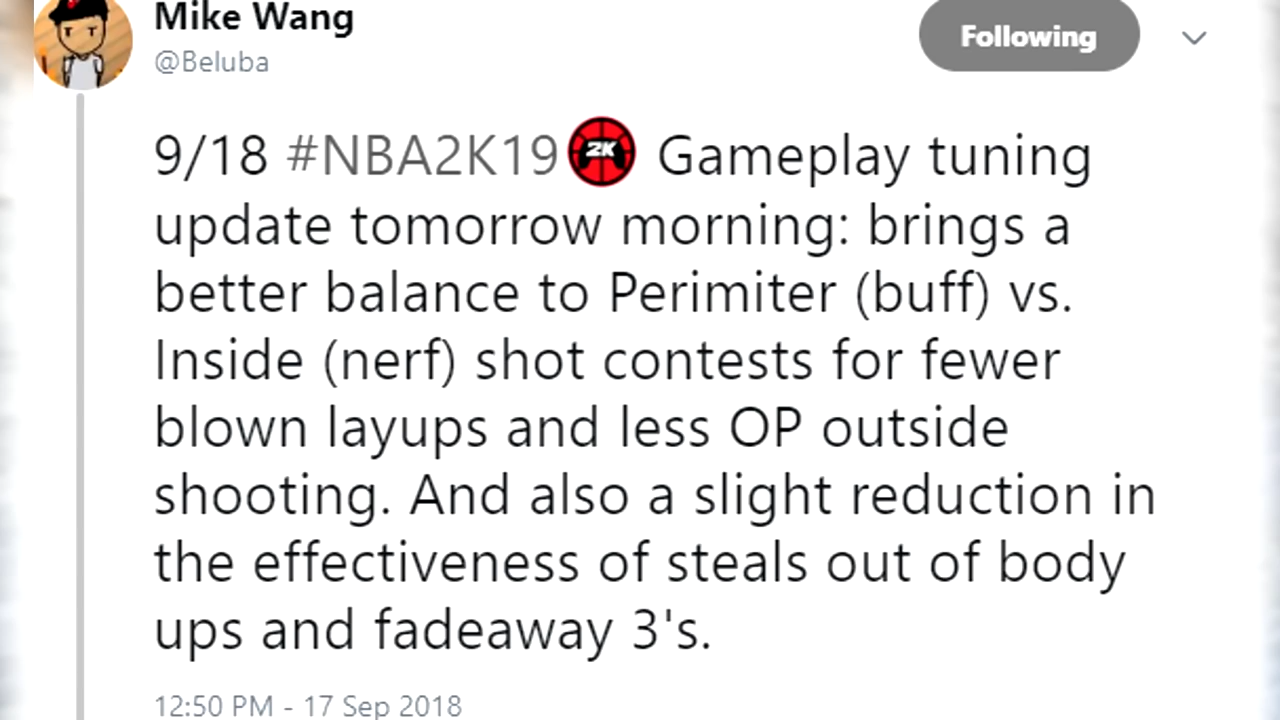 Mike Wang
@Beluba
Following
9/18 #NBA2K19 2K Gameplay tuning
update tomorrow morning: brings a
better balance to Perimiter (buff) vs.
Inside (nerf) shot contests for fewer
blown layups and less OP outside
shooting. And also a slight reduction in
the effectiveness of steals out of body
ups and fadeaway 3's.
12:50 PM - 17 Sep 2018